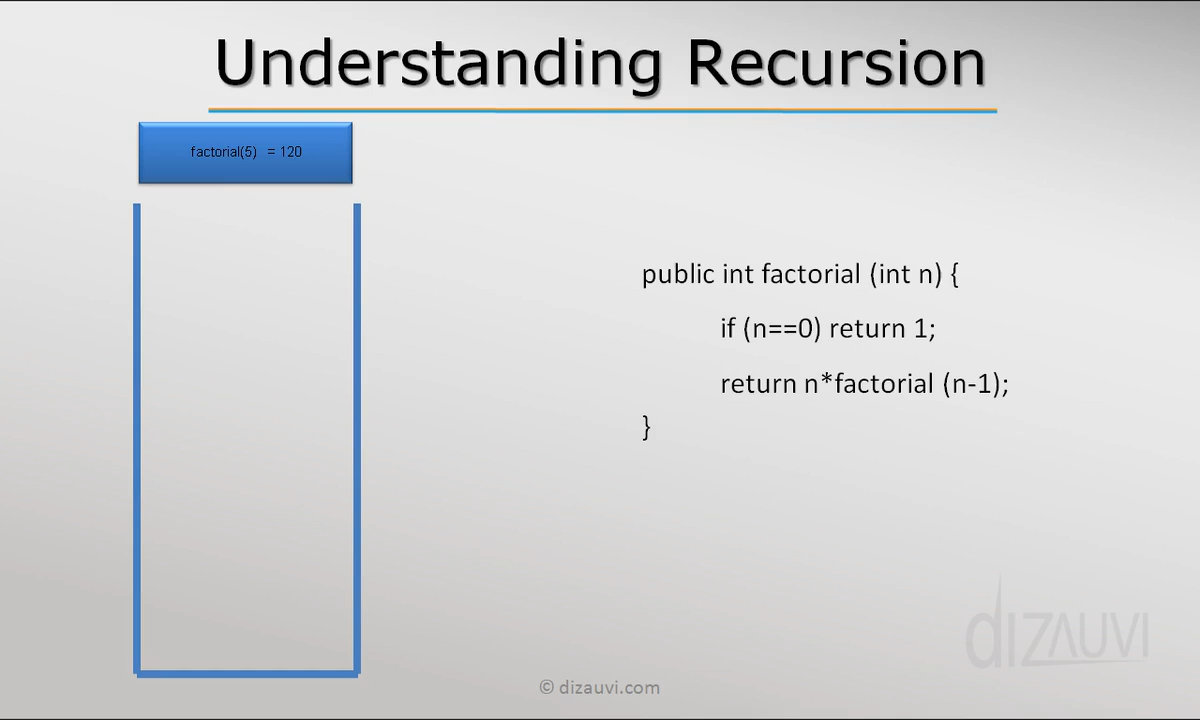 Understanding Recursion
factorial(5) = 120
public int factorial (int n) {
if (n==0) return 1;
return n*factorial (n-1);
}
dizauvi
© dizauvi.com